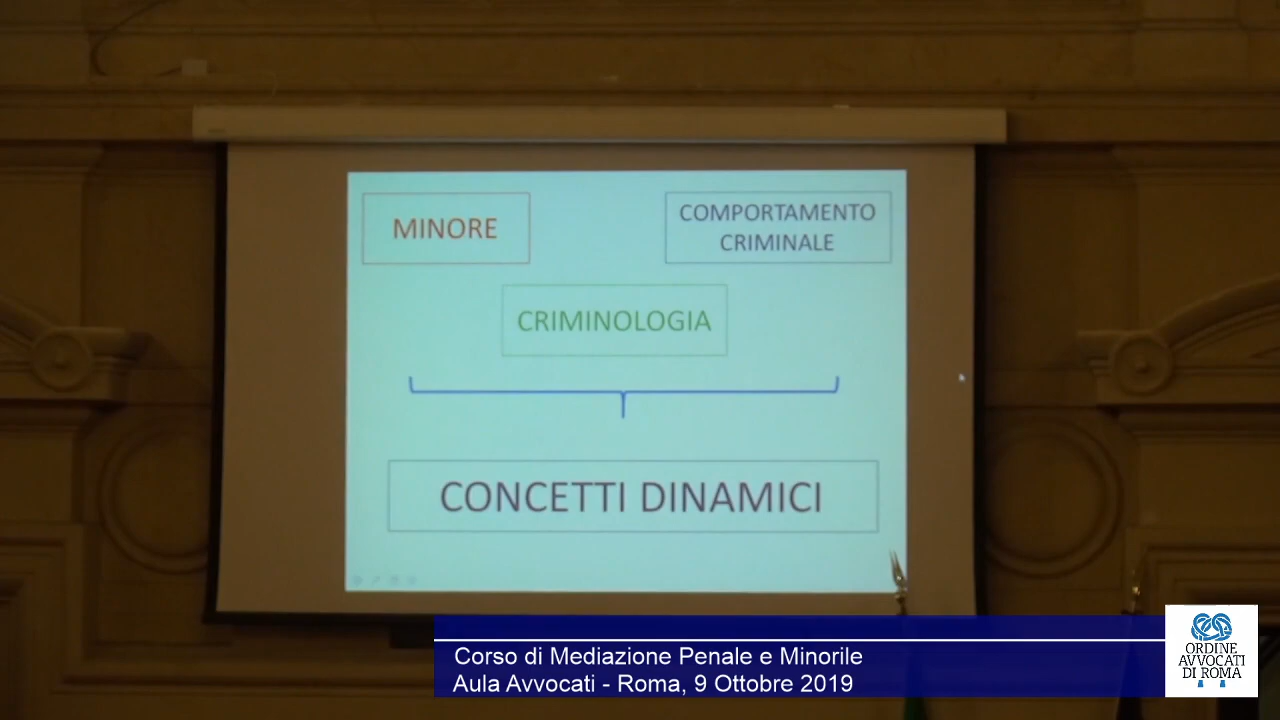 MINORE
COMPORTAMENTO
CRIMINALE
CRIMINOLOGIA
CONCETTI DINAMICI
Corso di Mediazione Penale e Minorile
Aula Avvocati - Roma, 9 Ottobre 2019
ORDINE
AVVOCATI
DI ROMA